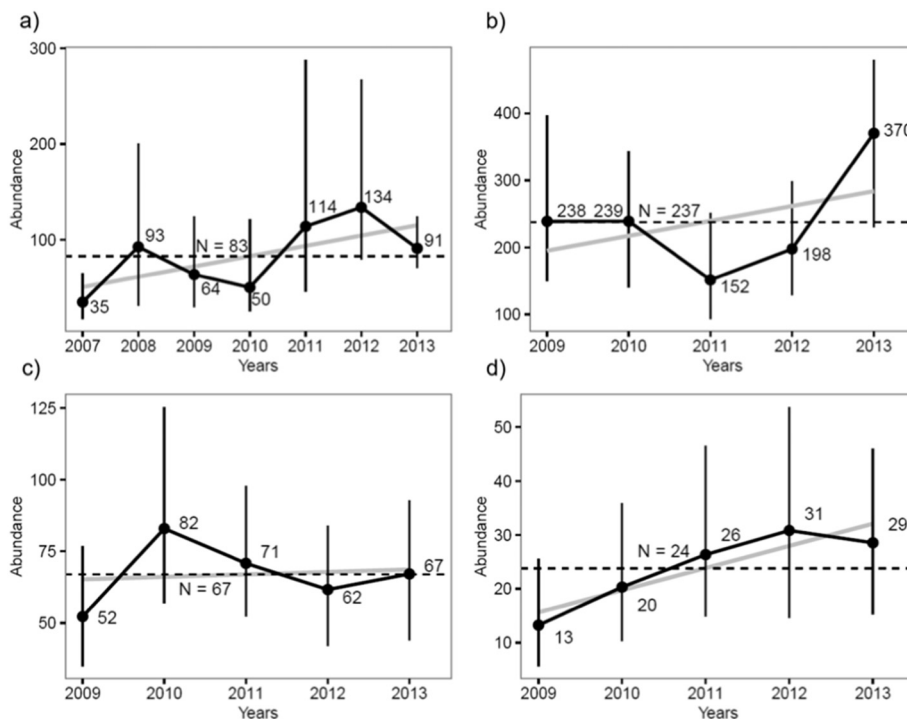 a)
300
200
100
Abundance
93
N = 83
64
50
35
114
134
91
2007 2008 2009 2010 2011 2012 2013
Years
b)
400
300
200
100
Abundance
238 239 N = 237
152
198
370
2009 2010 2011 2012 2013
Years
c)
125
100
75
50
Abundance
52
82
N = 67
71
62
67
2009 2010 2011 2012 2013
Years
d)
50
40
30
20
10
Abundance
13
20
N = 24
26
31
29
2009 2010 2011 2012 2013
Years